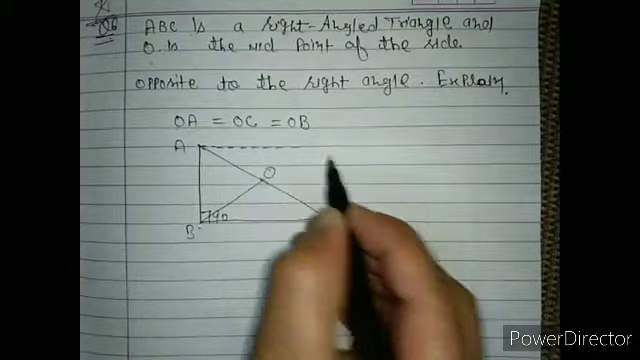 Q6 ABC is a right-Angled Triangle and
O. is the mid point of the side.
opposite to the right angle. Explain,
OA = OC = OB
A
O
90
B
PowerDirector